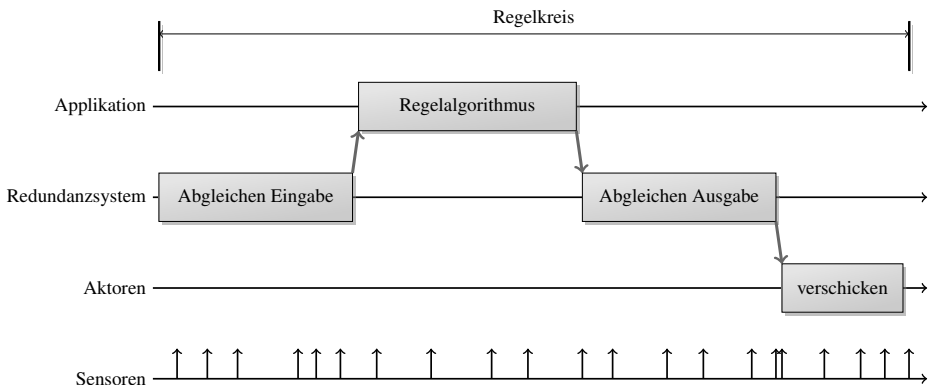 Regelkreis
Applikation
Regelalgorithmus
Redundanzsystem
Abgleichen Eingabe
Abgleichen Ausgabe
Aktoren
verschicken
Sensoren